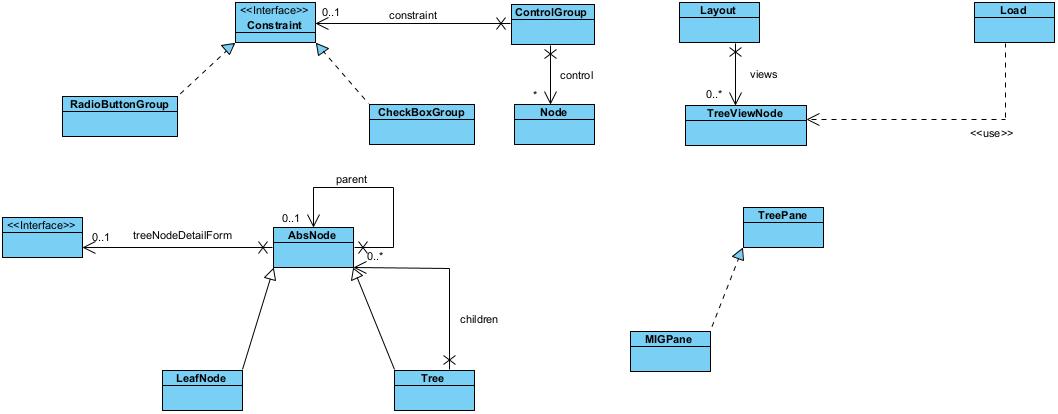 <<Interface>>
Constraint
0..1
constraint
ControlGroup
Layout
Load
control
*
Node
views
0..*
TreeViewNode
<<use>>
RadioButtonGroup
CheckBoxGroup
parent
<<Interface>>
0..1
treeNodeDetailForm
0..1
AbsNode
0..*
children
LeafNode
Tree
TreePane
MIGPane